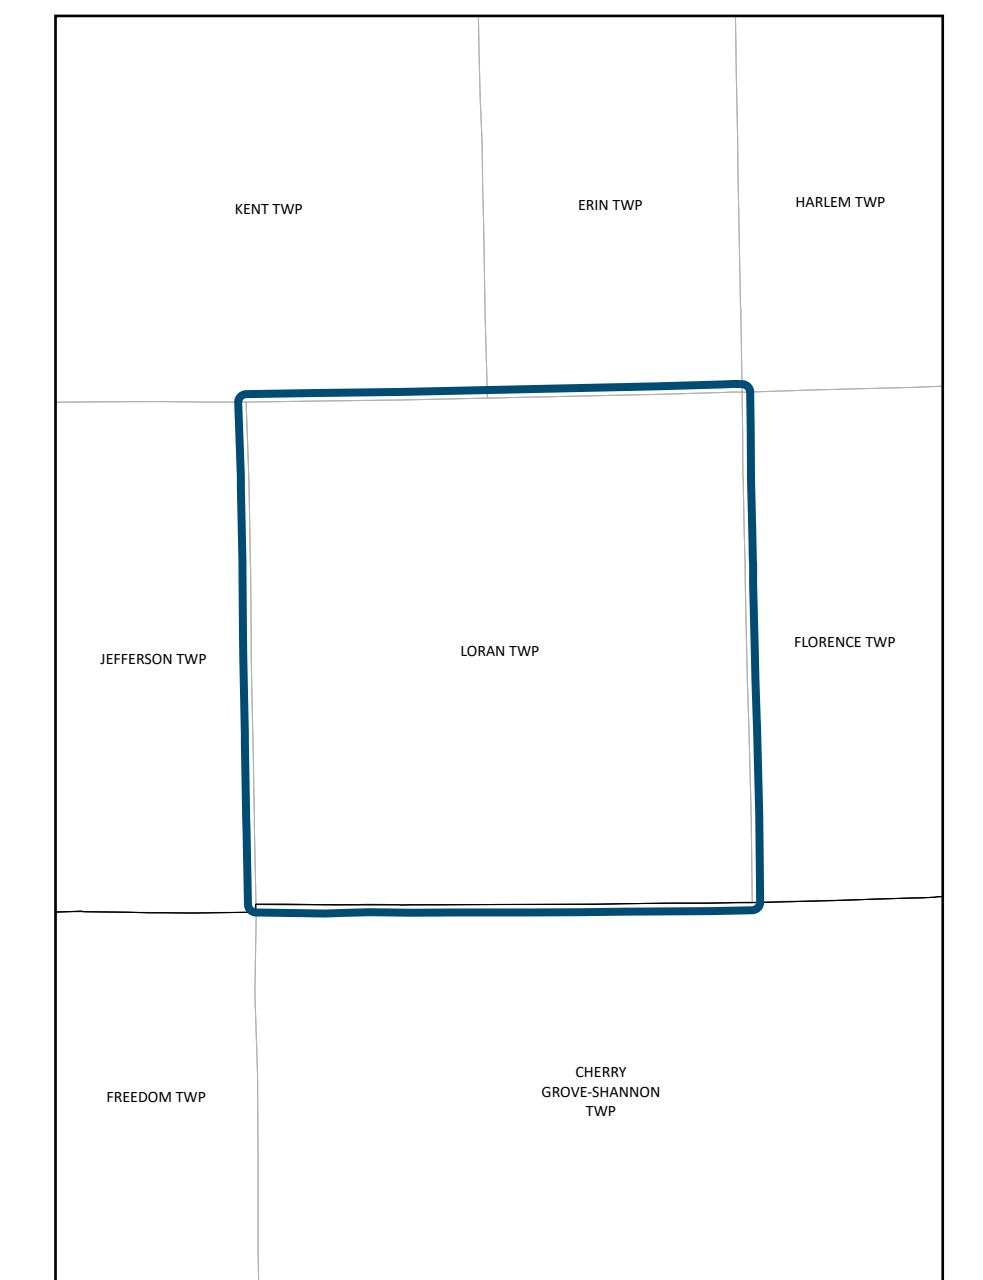 KENT TWP
ERIN TWP
HARLEM TWP
JEFFERSON TWP
LORAN TWP
FLORENCE TWP
FREEDOM TWP
CHERRY
GROVE-SHANNON
TWP